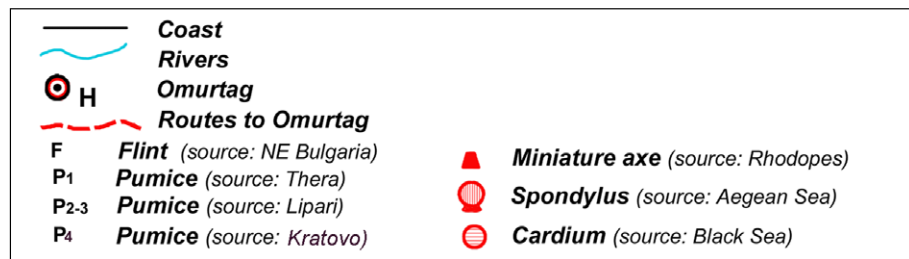 Coast
Rivers
H Omurtag
Routes to Omurtag
F Flint (source: NE Bulgaria)
P1 Pumice (source: Thera)
P2-3 Pumice (source: Lipari)
P4 Pumice (source: Kratovo)
Miniature axe (source: Rhodopes)
Spondylus (source: Aegean Sea)
Cardium (source: Black Sea)